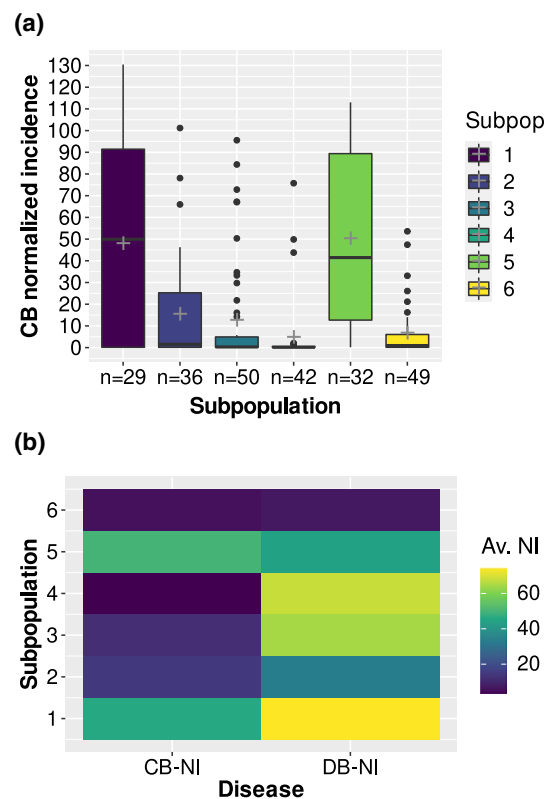 (a)
CB normalized incidence
130
120
110
100
90
80
70
60
50
40
30
20
10
0
n=29 n=36 n=50 n=42 n=32 n=49
Subpopulation
Subpop
1
2
3
4
5
6
(b)
Subpopulation
6
5
4
3
2
1
CB-NI DB-NI
Disease
Av. NI
60
40
20